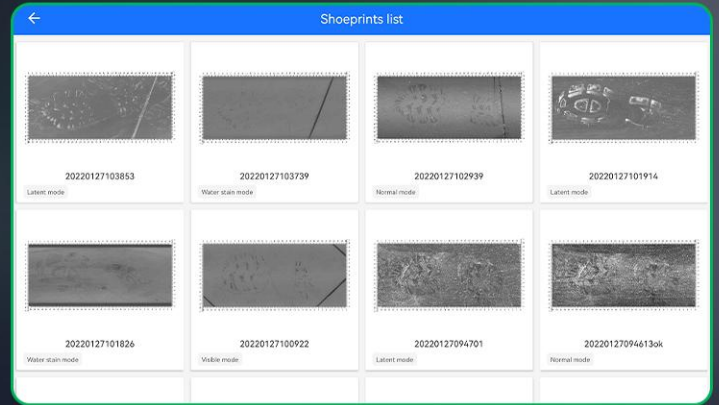 Shoeprints list
20220127103853
Latent mode
20220127103739
Water stain mode
20220127102939
Normal mode
20220127101914
Latent mode
20220127101826
Water stain mode
20220127100922
Visible mode
20220127094701
Latent mode
20220127094613ok
Normal mode